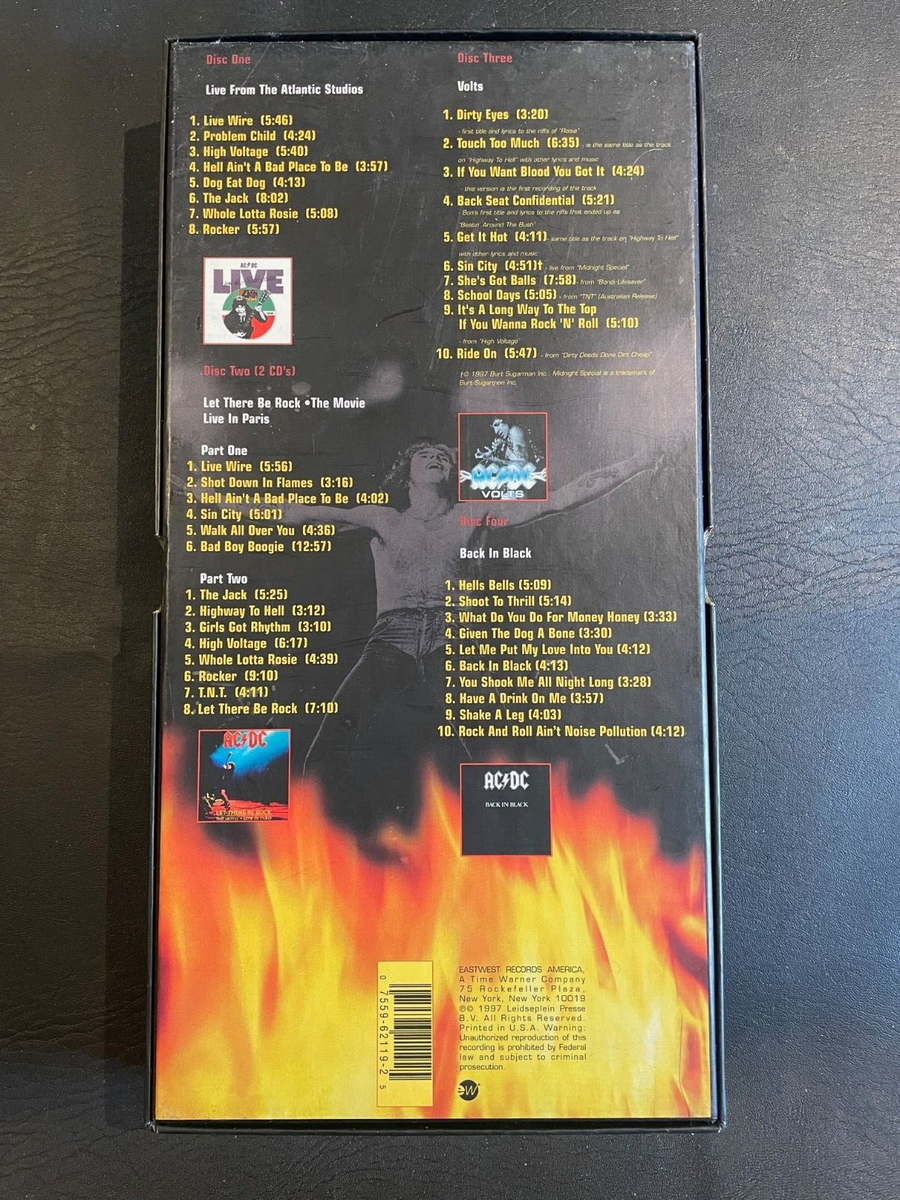 Disc One
Live From The Atlantic Studios
1. Live Wire (5:46)
2. Problem Child (4:24)
3. High Voltage (5:40)
4. Hell Ain't A Bad Place To Be (3:57)
5. Dog Eat Dog (4:13)
6. The Jack (8:02)
7. Whole Lotta Rosie (5:08)
8. Rocker (5:57)
AC/DC
LIVE
Disc Two (2 CD's)
Let There Be Rock •The Movie
Live In Paris
Part One
1. Live Wire (5:56)
2. Shot Down In Flames (3:16)
3. Hell Ain't A Bad Place To Be (4:02)
4. Sin City (5:01)
5. Walk All Over You (4:36)
6. Bad Boy Boogie (12:57)
Part Two
1. The Jack (5:25)
2. Highway To Hell (3:12)
3. Girls Got Rhythm (3:10)
4. High Voltage (6:17)
5. Whole Lotta Rosie (4:39)
6. Rocker (9:10)
7. T.N.T. (4:11)
8. Let There Be Rock (7:10)
AC/DC
LET THERE BE ROCK
THE MOVIE • LIVE IN PARIS
Disc Three
Volts
1. Dirty Eyes (3:20)
- first title and lyrics to the riffs of "Rosie"
2. Touch Too Much (6:35) - is the same title as the track
on "Highway To Hell" with other lyrics and music
3. If You Want Blood You Got It (4:24)
- this version is the first recording of the track
4. Back Seat Confidential (5:21)
- Bon's first title and lyrics to the riffs that ended up as
"Beatin' Around The Bush"
5. Get It Hot (4:11) - same title as the track on "Highway To Hell"
with other lyrics and music
6. Sin City (4:51)† - live from "Midnight Special"
7. She's Got Balls (7:58) - from "Bondi Lifesaver"
8. School Days (5:05) - from "TNT" (Australian Release)
9. It's A Long Way To The Top
If You Wanna Rock 'N' Roll (5:10)
- from "High Voltage"
10. Ride On (5:47) - from "Dirty Deeds Done Dirt Cheap"
†© 1997 Burt Sugarman Inc. Midnight Special is a trademark of
Burt Sugarman Inc.
AC/DC
VOLTS
Disc Four
Back In Black
1. Hells Bells (5:09)
2. Shoot To Thrill (5:14)
3. What Do You Do For Money Honey (3:33)
4. Given The Dog A Bone (3:30)
5. Let Me Put My Love Into You (4:12)
6. Back In Black (4:13)
7. You Shook Me All Night Long (3:28)
8. Have A Drink On Me (3:57)
9. Shake A Leg (4:03)
10. Rock And Roll Ain't Noise Pollution (4:12)
AC/DC
BACK IN BLACK
0 7559-62119-2 5
EASTWEST RECORDS AMERICA,
A Time Warner Company
75 Rockefeller Plaza,
New York, New York 10019
℗© 1997 Leidseplein Presse
B.V. All Rights Reserved.
Printed in U.S.A. Warning:
Unauthorized reproduction of this
recording is prohibited by Federal
law and subject to criminal
prosecution.
ew